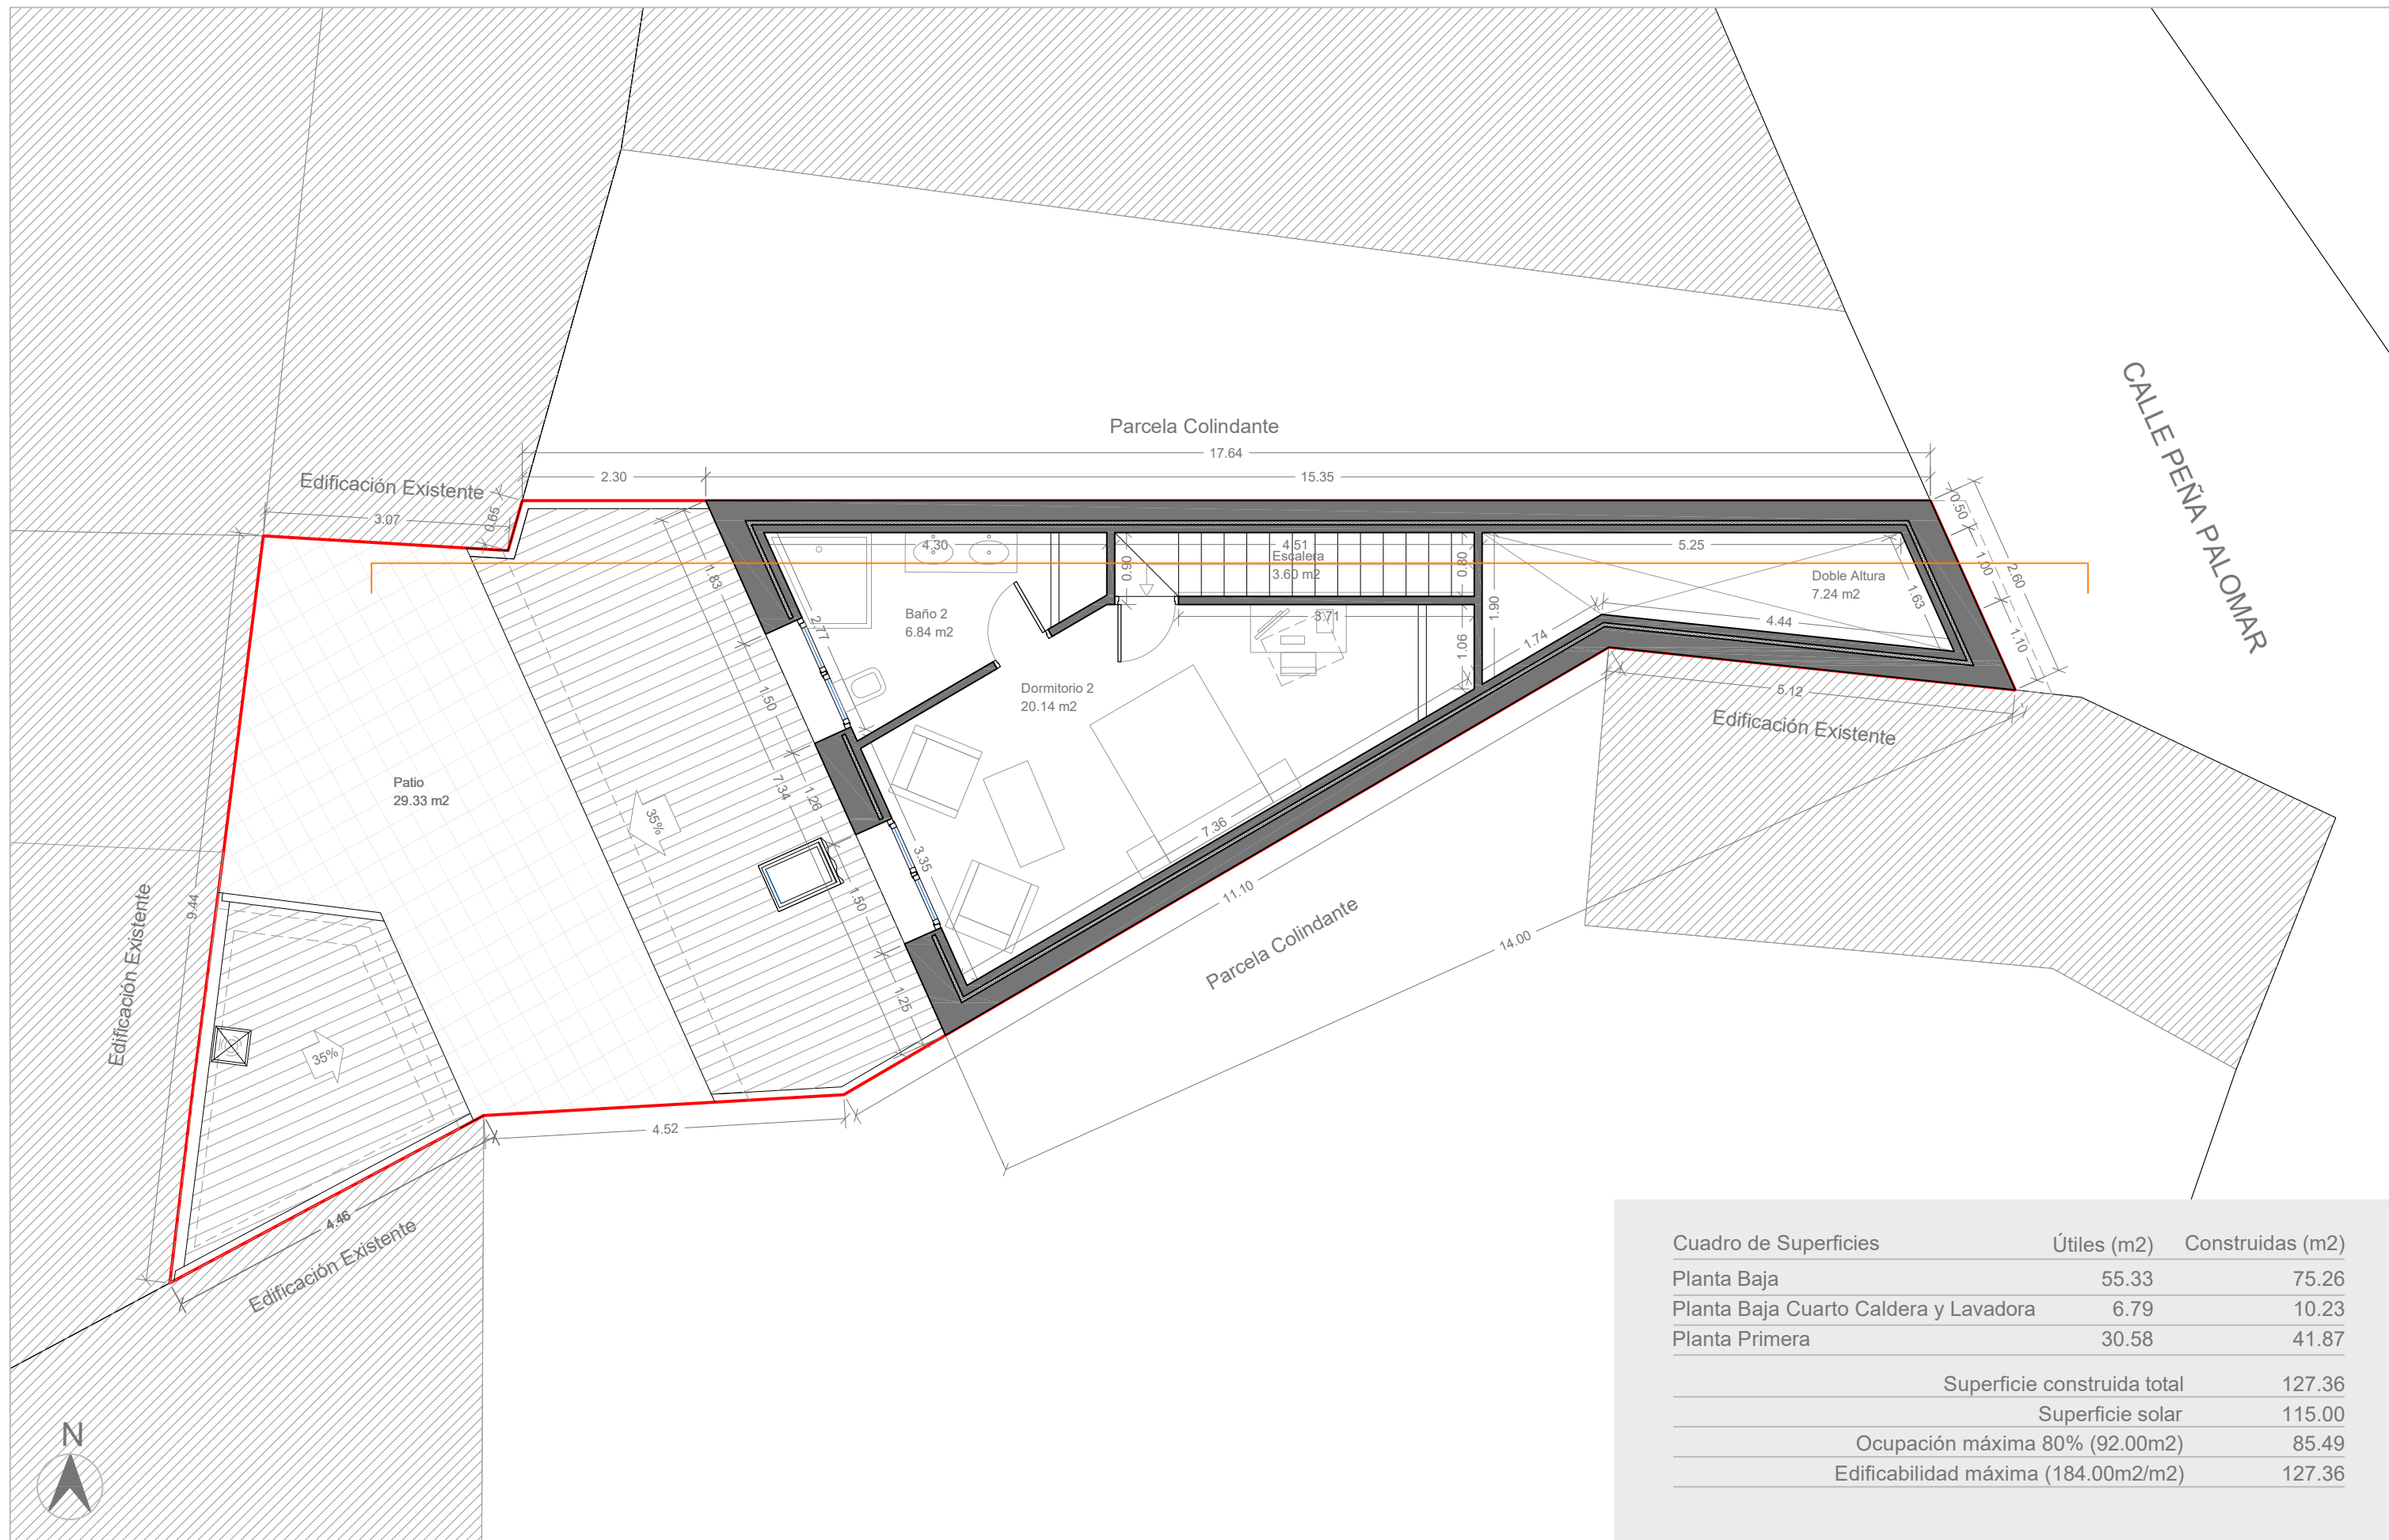 Parcela Colindante
17.64
2.30
15.35
Edificación Existente
3.07
0.65
CALLE PEÑA PALOMAR
0.50
1.00
2.60
1.10
4.30
4.51
Escalera
3.60 m2
0.90
0.80
5.25
Doble Altura
7.24 m2
1.63
1.90
1.83
2.77
Baño 2
6.84 m2
3.71
1.06
1.74
4.44
5.12
Edificación Existente
Dormitorio 2
20.14 m2
1.50
7.34
1.26
35%
Patio
29.33 m2
7.36
3.35
1.50
11.10
Parcela Colindante
14.00
1.25
9.44
Edificación Existente
35%
4.52
4.46
Edificación Existente
N
Cuadro de Superficies Útiles (m2) Construidas (m2)
Planta Baja 55.33 75.26
Planta Baja Cuarto Caldera y Lavadora 6.79 10.23
Planta Primera 30.58 41.87
Superficie construida total 127.36
Superficie solar 115.00
Ocupación máxima 80% (92.00m2) 85.49
Edificabilidad máxima (184.00m2/m2) 127.36